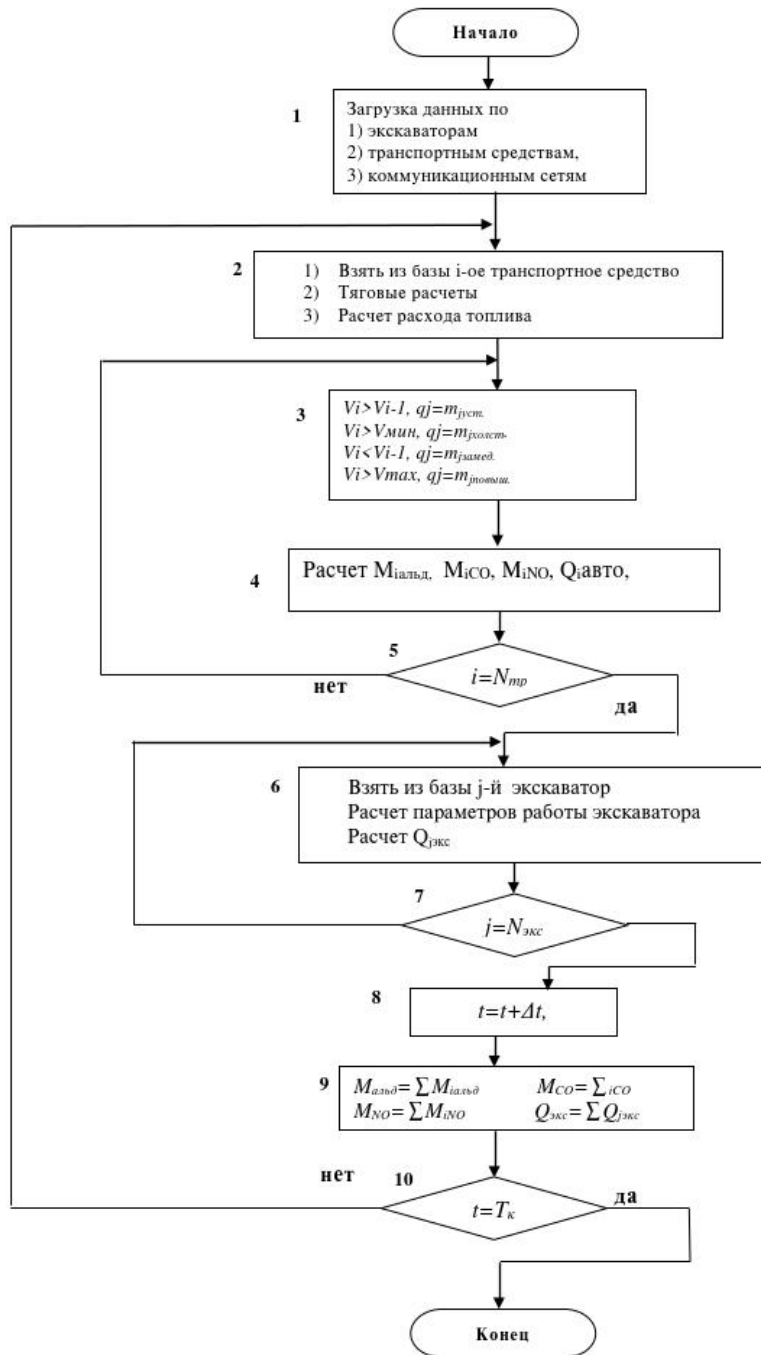 Начало
1
Загрузка данных по
1) экскаваторам
2) транспортным средствам,
3) коммуникационным сетям
2
1) Взять из базы i-ое транспортное средство
2) Тяговые расчеты
3) Расчет расхода топлива
3
Vi>Vi-1, qj=mjуст.
Vi>Vмин, qj=mjхолст.
Vi<Vi-1, qj=mjзамед.
Vi>Vmax, qj=mjповыш.
4
Расчет Miальд, MiCO, MiNO, Qiавто,
5
i=Nтр
нет
да
6
Взять из базы j-й экскаватор
Расчет параметров работы экскаватора
Расчет Qjэкс
7
j=Nэкс
8
t=t+Δt,
9
Mальд=∑Miальд MCO=∑iCO
MNO=∑MiNO Qэкс=∑Qjэкс
нет
10
t=Tк
да
Конец